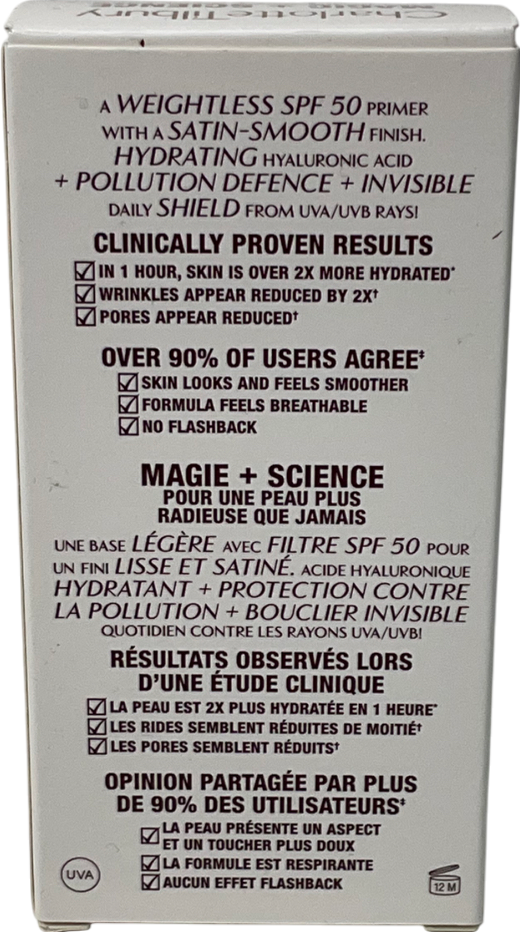 Charlotte Tilbury
MAGIC + SCIENCE
A WEIGHTLESS SPF 50 PRIMER
WITH A SATIN-SMOOTH FINISH.
HYDRATING HYALURONIC ACID
+ POLLUTION DEFENCE + INVISIBLE
DAILY SHIELD FROM UVA/UVB RAYS!
CLINICALLY PROVEN RESULTS
☑ IN 1 HOUR, SKIN IS OVER 2X MORE HYDRATED*
☑ WRINKLES APPEAR REDUCED BY 2X†
☑ PORES APPEAR REDUCED†
OVER 90% OF USERS AGREE‡
☑ SKIN LOOKS AND FEELS SMOOTHER
☑ FORMULA FEELS BREATHABLE
☑ NO FLASHBACK
MAGIE + SCIENCE
POUR UNE PEAU PLUS
RADIEUSE QUE JAMAIS
UNE BASE LÉGÈRE AVEC FILTRE SPF 50 POUR
UN FINI LISSE ET SATINÉ. ACIDE HYALURONIQUE
HYDRATANT + PROTECTION CONTRE
LA POLLUTION + BOUCLIER INVISIBLE
QUOTIDIEN CONTRE LES RAYONS UVA/UVB!
RÉSULTATS OBSERVÉS LORS
D'UNE ÉTUDE CLINIQUE
☑ LA PEAU EST 2X PLUS HYDRATÉE EN 1 HEURE*
☑ LES RIDES SEMBLENT RÉDUITES DE MOITIÉ†
☑ LES PORES SEMBLENT RÉDUITS†
OPINION PARTAGÉE PAR PLUS
DE 90% DES UTILISATEURS‡
☑ LA PEAU PRÉSENTE UN ASPECT
ET UN TOUCHER PLUS DOUX
☑ LA FORMULE EST RESPIRANTE
☑ AUCUN EFFET FLASHBACK
UVA
12 M